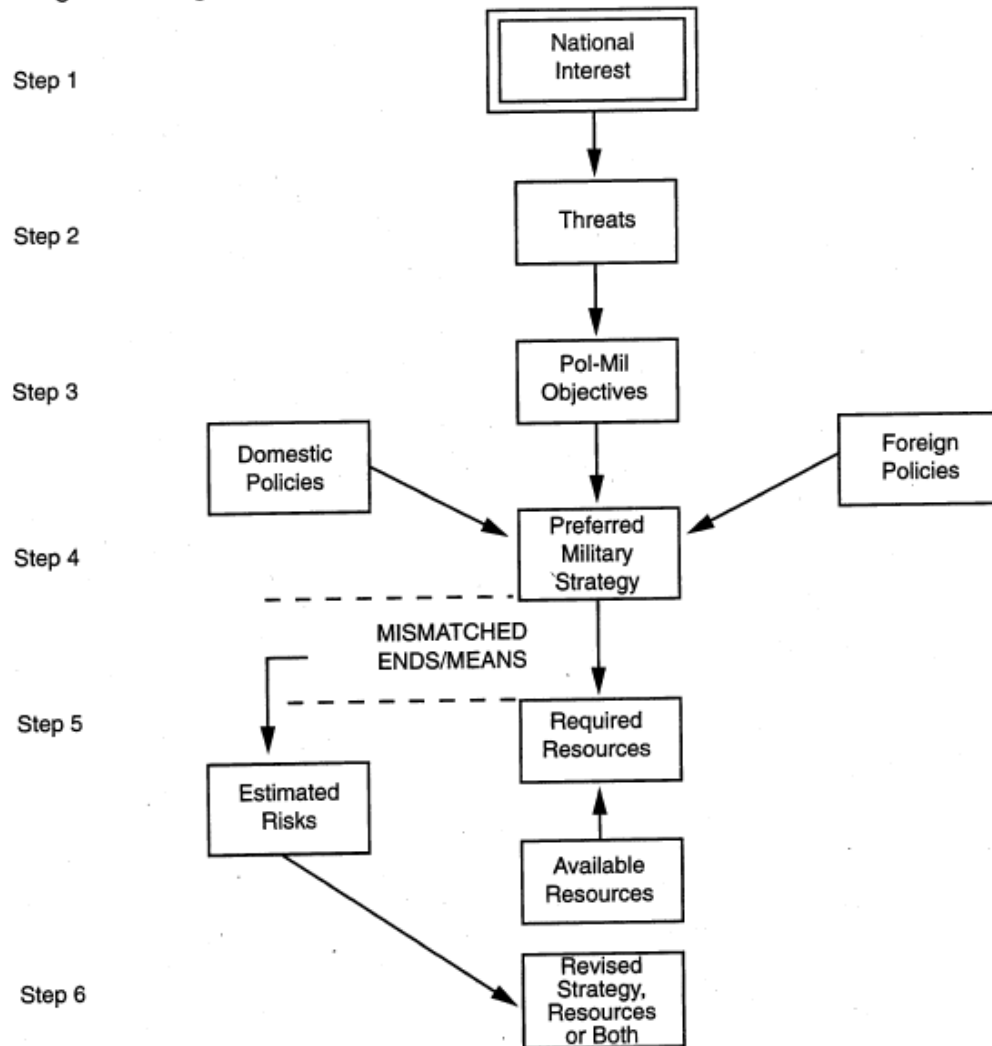 Step 1
National
Interest
Step 2
Threats
Step 3
Pol-Mil
Objectives
Domestic
Policies
Foreign
Policies
Step 4
Preferred
Military
Strategy
MISMATCHED
ENDS/MEANS
Step 5
Required
Resources
Estimated
Risks
Available
Resources
Step 6
Revised
Strategy,
Resources
or Both